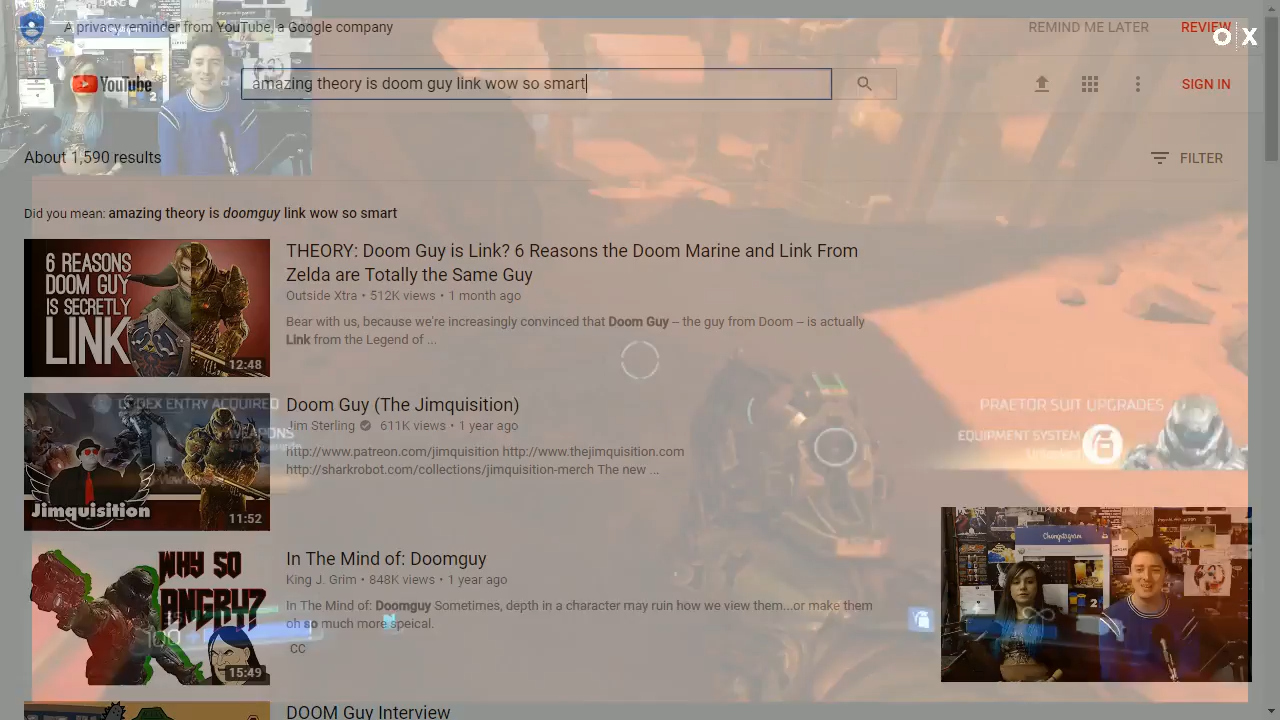 A privacy reminder from YouTube, a Google company
REMIND ME LATER
REVIEW
X
YouTube
amazing theory is doom guy link wow so smart
SIGN IN
About 1,590 results
FILTER
Did you mean: amazing theory is doomguy link wow so smart
6 REASONS
DOOM GUY
IS SECRETLY
LINK
12:48
THEORY: Doom Guy is Link? 6 Reasons the Doom Marine and Link From
Zelda are Totally the Same Guy
Outside Xtra • 512K views • 1 month ago
Bear with us, because we're increasingly convinced that Doom Guy – the guy from Doom – is actually
Link from the Legend of ...
CODEX ENTRY ACQUIRED
WEAPONS
Jimquisition
11:52
Doom Guy (The Jimquisition)
Jim Sterling 611K views • 1 year ago
http://www.patreon.com/jimquisition http://www.thejimquisition.com
http://sharkrobot.com/collections/jimquisition-merch The new ...
PRAETOR SUIT UPGRADES
EQUIPMENT SYSTEM
WHY SO
ANGRY?
100
15:49
In The Mind of: Doomguy
King J. Grim • 848K views • 1 year ago
In The Mind of: Doomguy Sometimes, depth in a character may ruin how we view them...or make them
oh so much more speical.
CC
2
DOOM Guy Interview